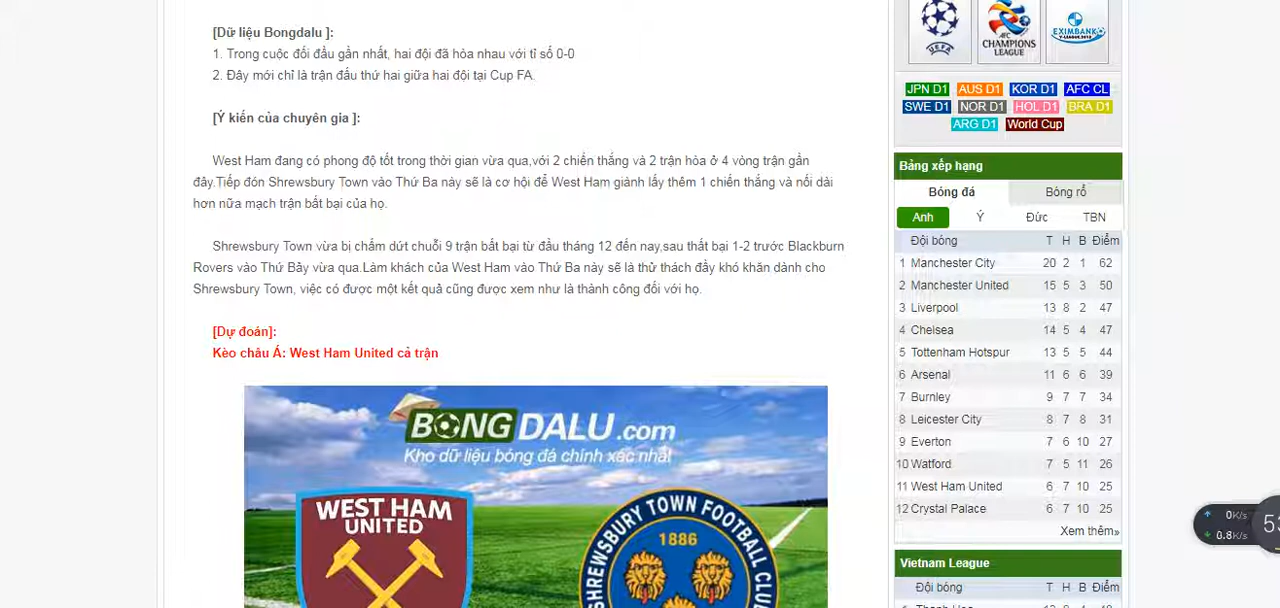 [Dữ liệu Bongdalu ]:
1. Trong cuộc đối đầu gần nhất, hai đội đã hòa nhau với tỉ số 0-0
2. Đây mới chỉ là trận đấu thứ hai giữa hai đội tại Cup FA.
[Ý kiến của chuyên gia ]:
West Ham đang có phong độ tốt trong thời gian vừa qua,với 2 chiến thắng và 2 trận hòa ở 4 vòng trận gần
đây.Tiếp đón Shrewsbury Town vào Thứ Ba này sẽ là cơ hội để West Ham giành lấy thêm 1 chiến thắng và nối dài
hơn nữa mạch trận bất bại của họ.
Shrewsbury Town vừa bị chấm dứt chuỗi 9 trận bất bại từ đầu tháng 12 đến nay,sau thất bại 1-2 trước Blackburn
Rovers vào Thứ Bảy vừa qua.Làm khách của West Ham vào Thứ Ba này sẽ là thử thách đầy khó khăn dành cho
Shrewsbury Town, việc có được một kết quả cũng được xem như là thành công đối với họ.
[Dự đoán]:
Kèo châu Á: West Ham United cả trận
BONGDALU.com
Kho dữ liệu bóng đá chính xác nhất
WEST HAM
UNITED
SHREWSBURY TOWN FOOTBALL CLUB
1886
UEFA
AFC
CHAMPIONS
LEAGUE
EXIMBANK
V-LEAGUE 2012
JPN D1 AUS D1 KOR D1 AFC CL
SWE D1 NOR D1 HOL D1 BRA D1
ARG D1 World Cup
Bảng xếp hạng
Bóng đá Bóng rổ
Anh Ý Đức TBN
Đội bóng T H B Điểm
1 Manchester City 20 2 1 62
2 Manchester United 15 5 3 50
3 Liverpool 13 8 2 47
4 Chelsea 14 5 4 47
5 Tottenham Hotspur 13 5 5 44
6 Arsenal 11 6 6 39
7 Burnley 9 7 7 34
8 Leicester City 8 7 8 31
9 Everton 7 6 10 27
10 Watford 7 5 11 26
11 West Ham United 6 7 10 25
12 Crystal Palace 6 7 10 25
Xem thêm»
Vietnam League
Đội bóng T H B Điểm
0K/s
0.8K/s